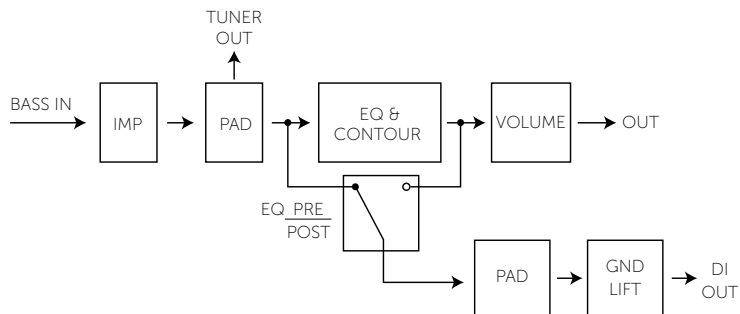 TUNER
OUT
BASS IN
IMP
PAD
EQ &
CONTOUR
VOLUME
OUT
EQ PRE
POST
PAD
GND
LIFT
DI
OUT